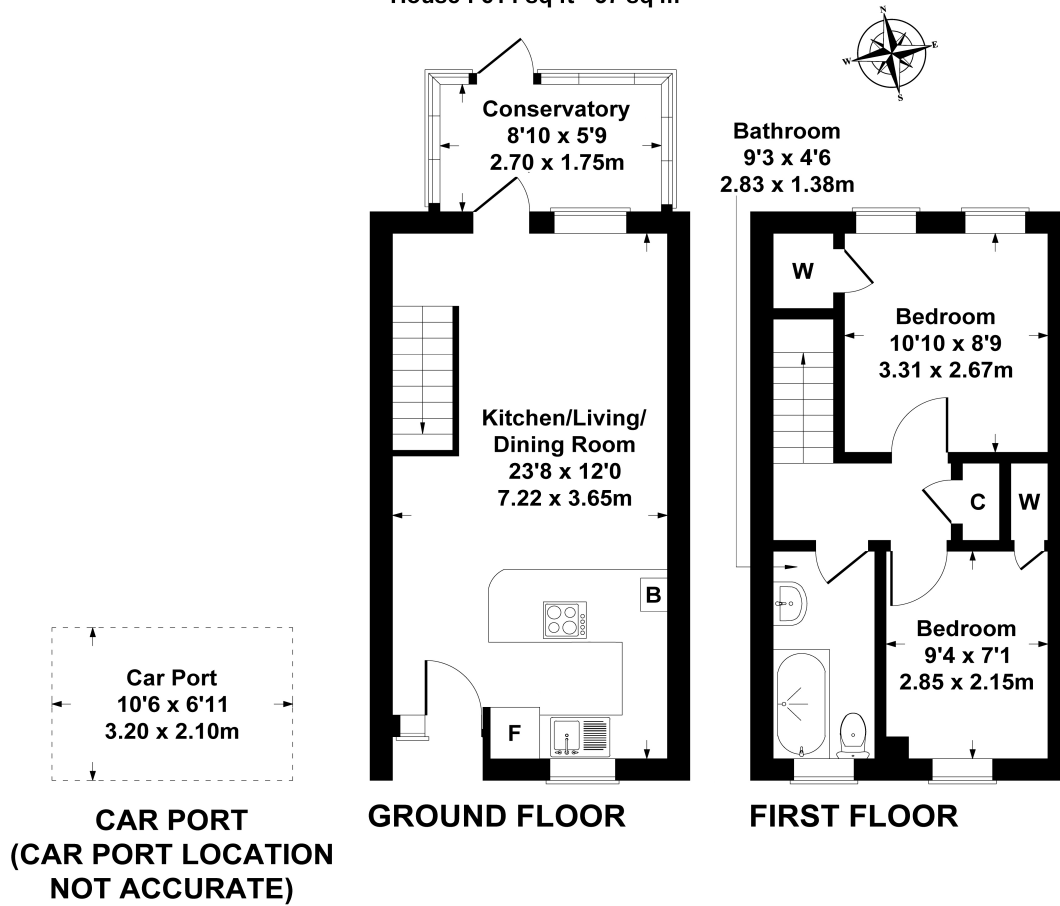 N
E
W
S
Conservatory
8'10 x 5'9
2.70 x 1.75m
Bathroom
9'3 x 4'6
2.83 x 1.38m
W
Bedroom
10'10 x 8'9
3.31 x 2.67m
Kitchen/Living/
Dining Room
23'8 x 12'0
7.22 x 3.65m
C
W
B
Bedroom
9'4 x 7'1
2.85 x 2.15m
Car Port
10'6 x 6'11
3.20 x 2.10m
F
GROUND FLOOR
FIRST FLOOR
CAR PORT
(CAR PORT LOCATION
NOT ACCURATE)